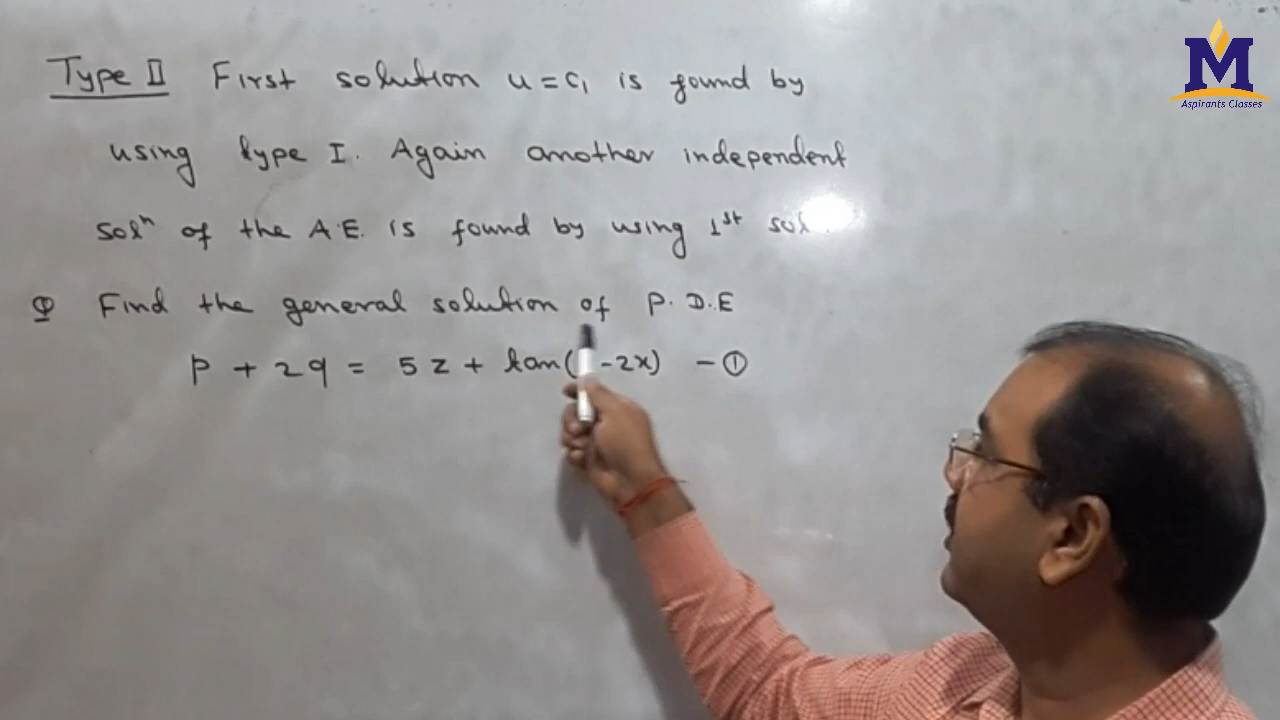 Type II First solution u = c₁ is found by
using type I. Again another independent
solⁿ of the A.E. is found by using 1st sol
Q Find the general solution of P.D.E
p + 2q = 5z + tan( -2x) - ①
M
Aspirants Classes